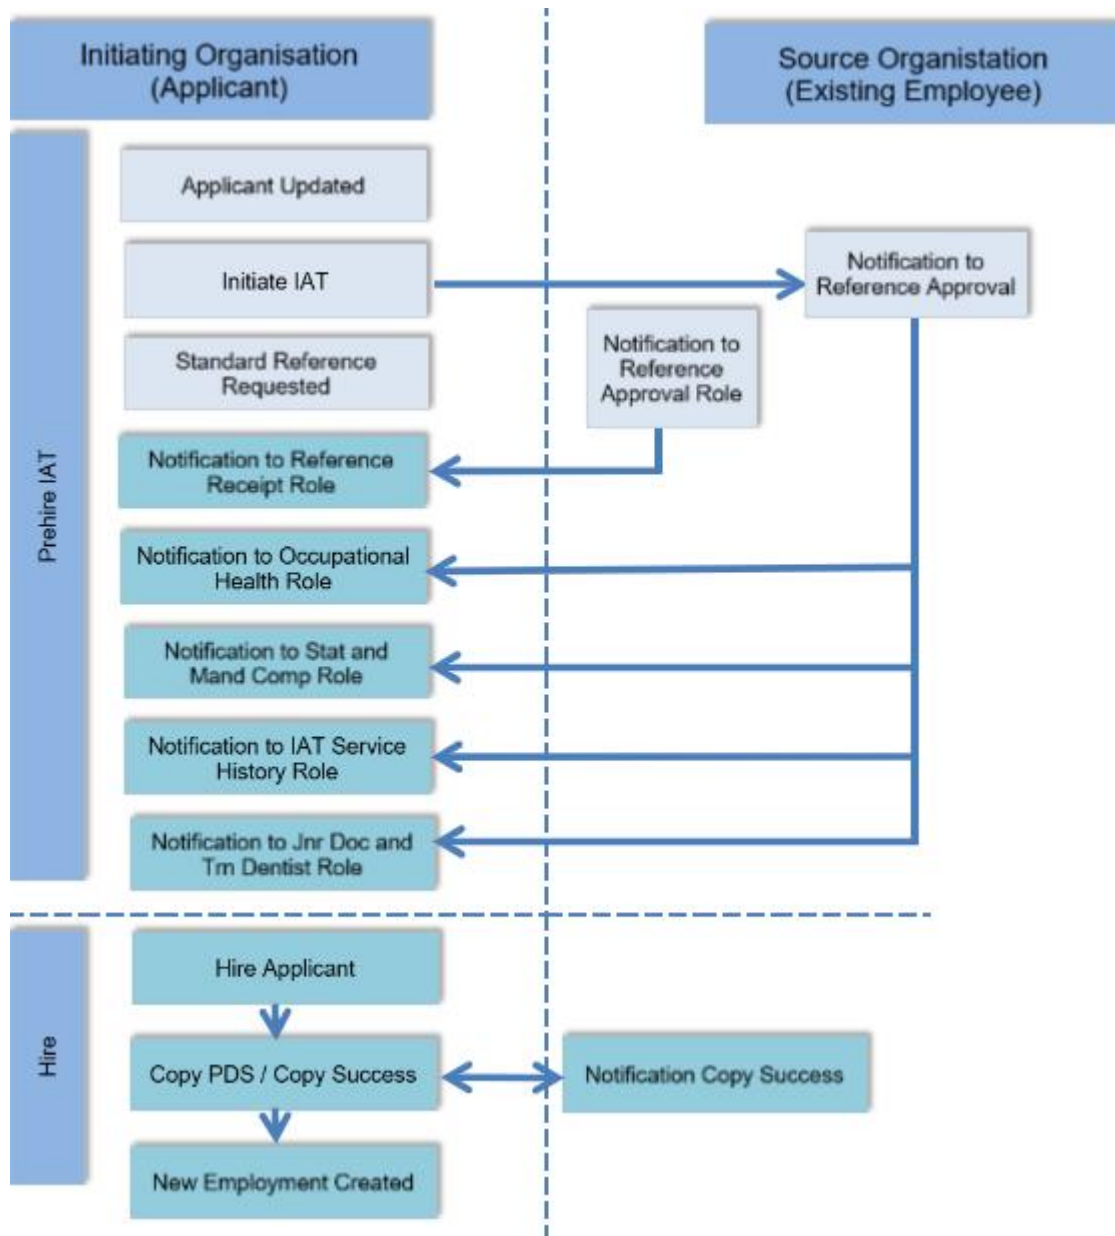 Initiating Organisation
(Applicant)
Source Organistation
(Existing Employee)
Prehire IAT
Applicant Updated
Initiate IAT
Notification to
Reference Approval
Standard Reference
Requested
Notification to
Reference
Approval Role
Notification to Reference
Receipt Role
Notification to Occupational
Health Role
Notification to Stat and
Mand Comp Role
Notification to IAT Service
History Role
Notification to Jnr Doc and
Trn Dentist Role
Hire
Hire Applicant
Copy PDS / Copy Success
Notification Copy Success
New Employment Created